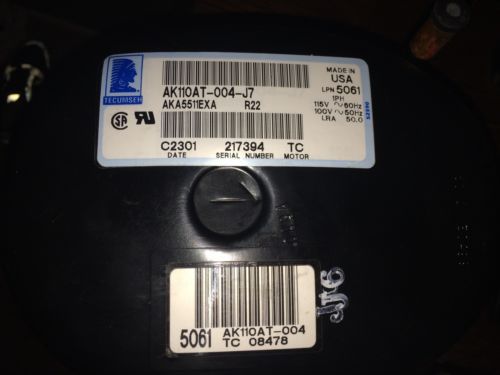 TECUMSEH
AK110AT-004-J7
AKA5511EXA R22
MADE IN
USA
LPN 5061
1PH
115V ~ 60Hz
100V ~ 50Hz
LRA 50.0
C2301 217394 TC
DATE SERIAL NUMBER MOTOR
5061 AK110AT-004
TC 08478